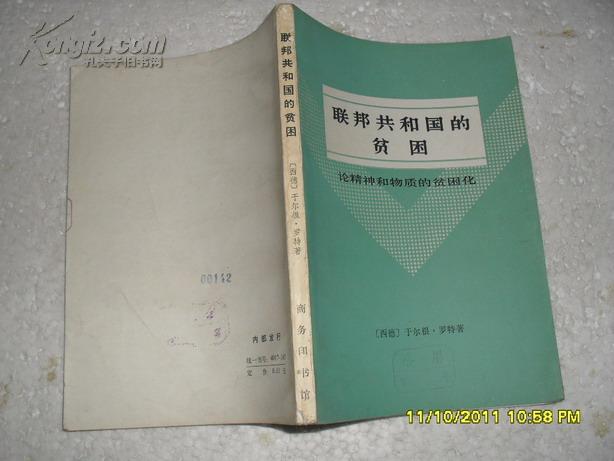 Kongfz.com
孔夫子旧书网
联邦共和国的
贫困
论精神和物质的贫困化
〔西德〕于尔根·罗特著
联邦共和国的贫困
〔西德〕于尔根·罗特著
商务印书馆
00142
内部发行
11/10/2011 10:58 PM